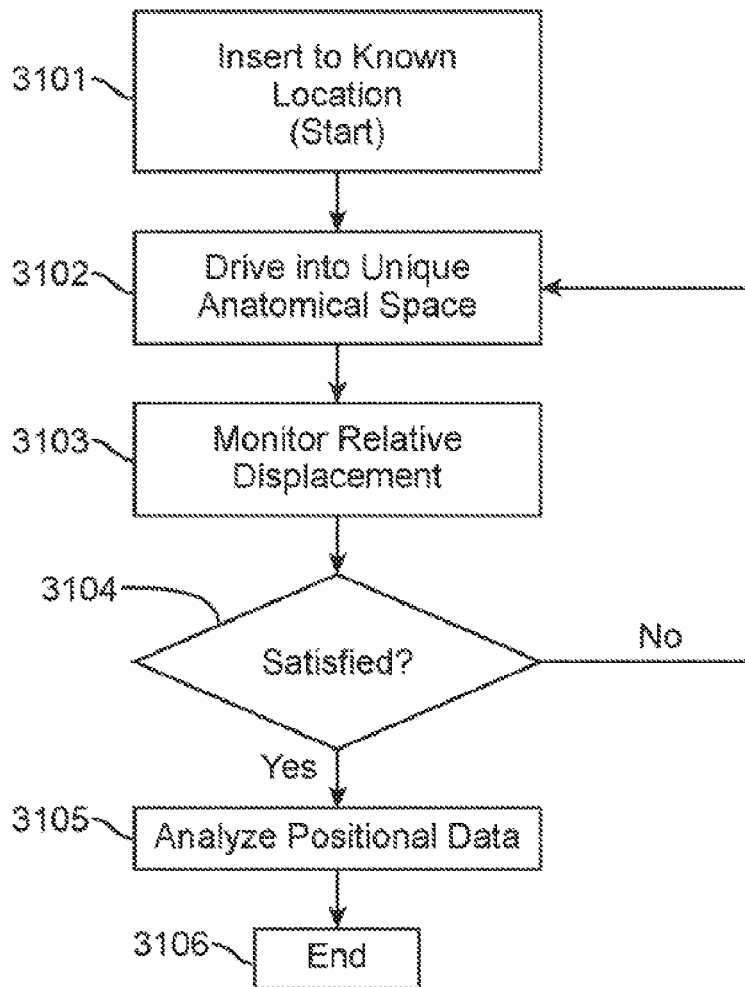 3101
Insert to Known
Location
(Start)
3102
Drive into Unique
Anatomical Space
3103
Monitor Relative
Displacement
3104
Satisfied?
No
Yes
3105
Analyze Positional Data
3106
End